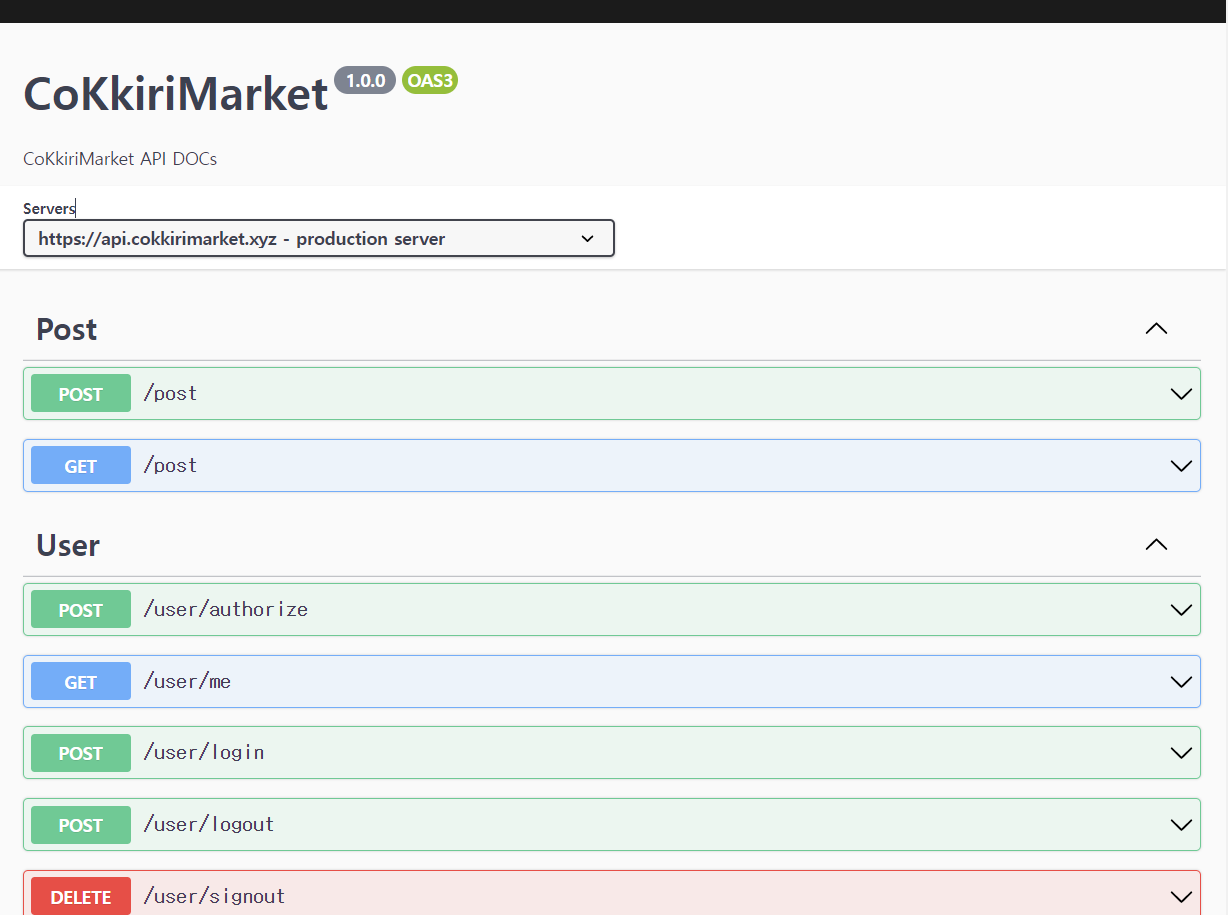 CoKkiriMarket 1.0.0 OAS3
CoKkiriMarket API DOCs
Servers
https://api.cokkirimarket.xyz - production server
Post
POST /post
GET /post
User
POST /user/authorize
GET /user/me
POST /user/login
POST /user/logout
DELETE /user/signout